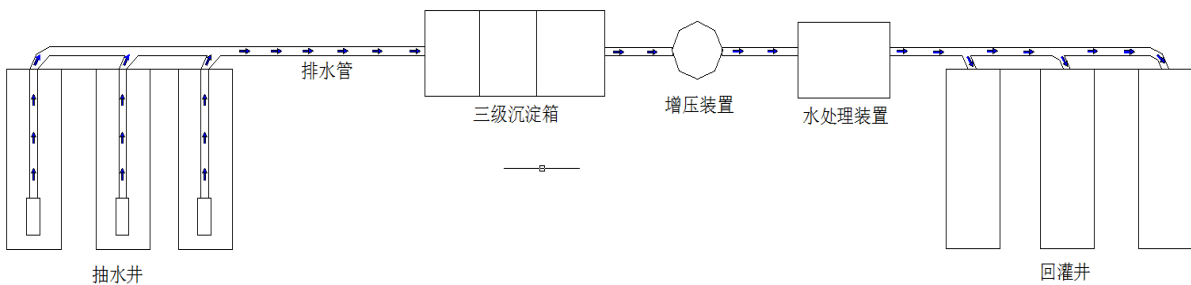 排水管
三级沉淀箱
增压装置
水处理装置
抽水井
回灌井